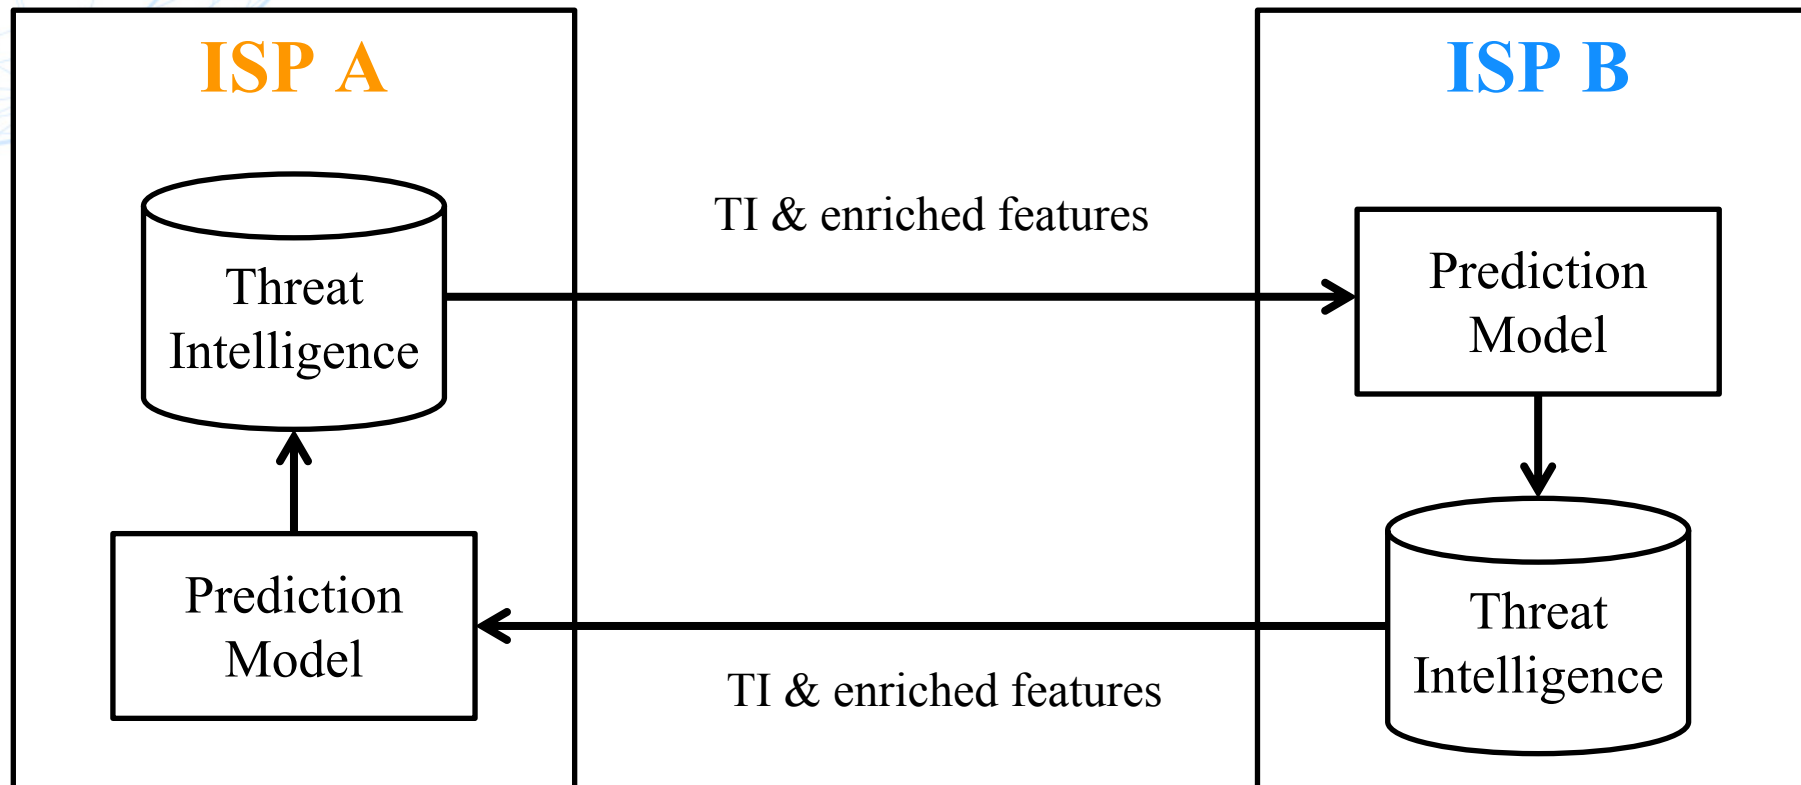 ISP A
ISP B
Threat
Intelligence
TI & enriched features
Prediction
Model
Prediction
Model
TI & enriched features
Threat
Intelligence